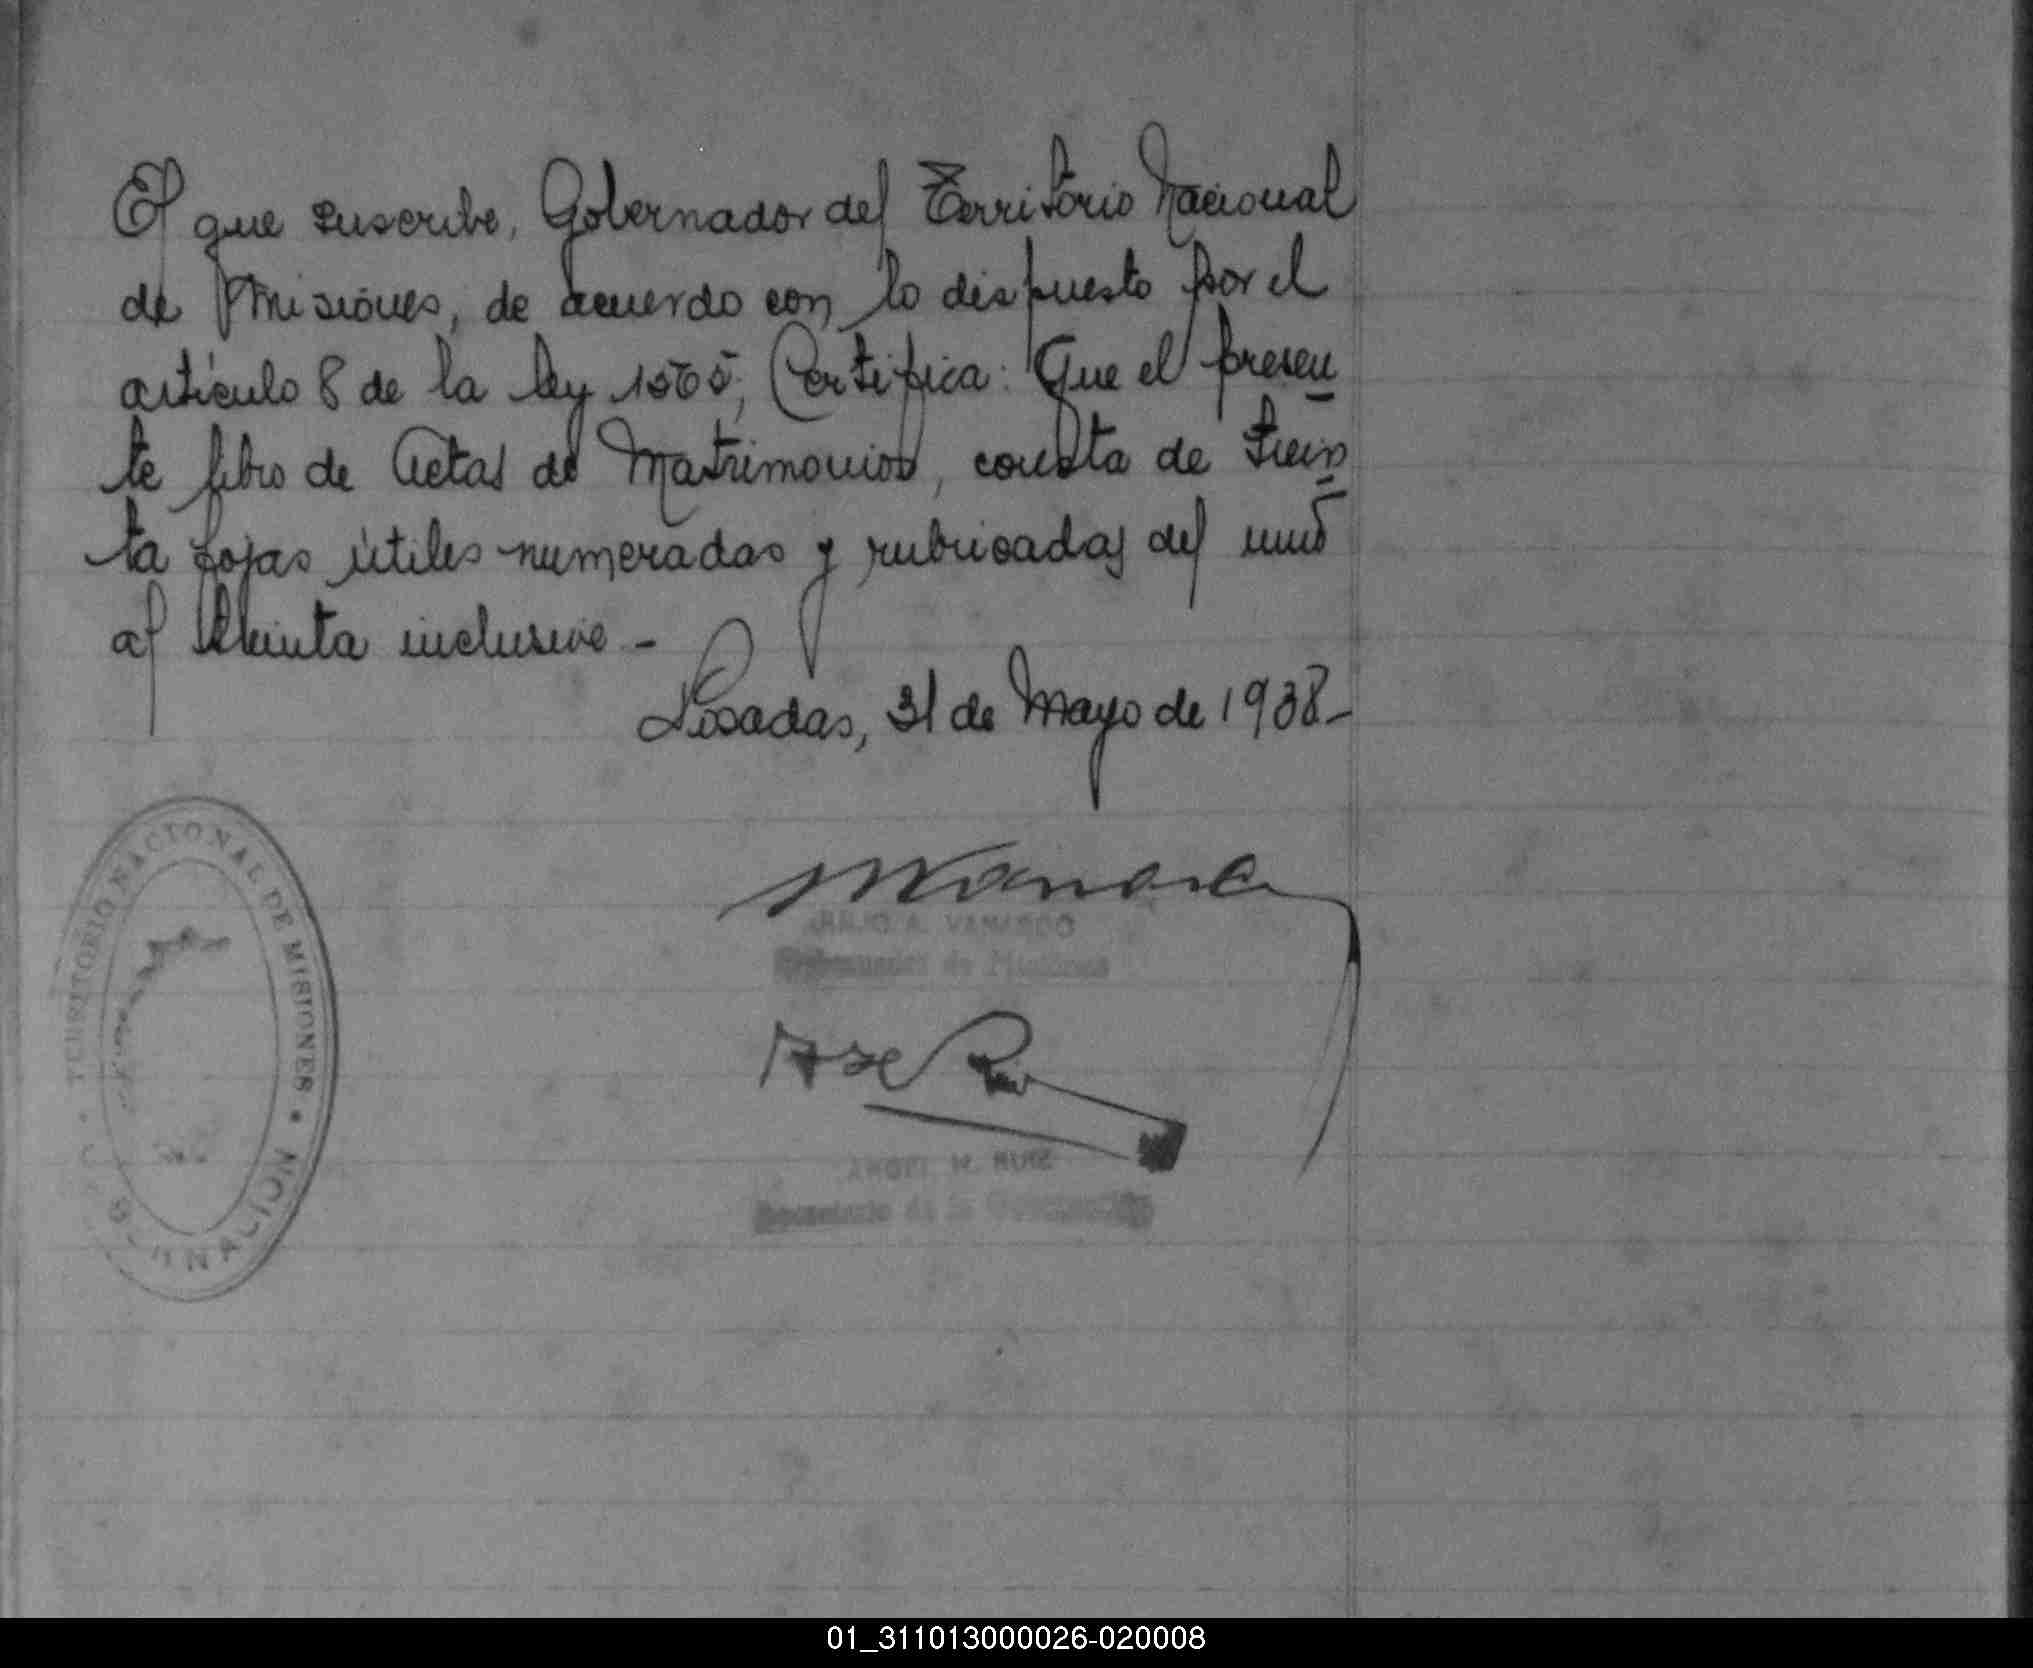 El que suscribe, Gobernador del Territorio Nacional
de Misiones, de acuerdo con lo dispuesto por el
artículo 8 de la ley 1565, Certifica: Que el presen
te libro de Actas de Matrimonios, consta de trein
ta fojas útiles numeradas y rubricadas del uno
al treinta inclusive -
Posadas, 31 de Mayo de 1938-
JULIO A. VANASCO
Gobernador de Misiones
ANGEL M. RUIZ
Secretario de la Gobernación
TERRITORIO NACIONAL DE MISIONES • GOBERNACION •
01_311013000026-020008